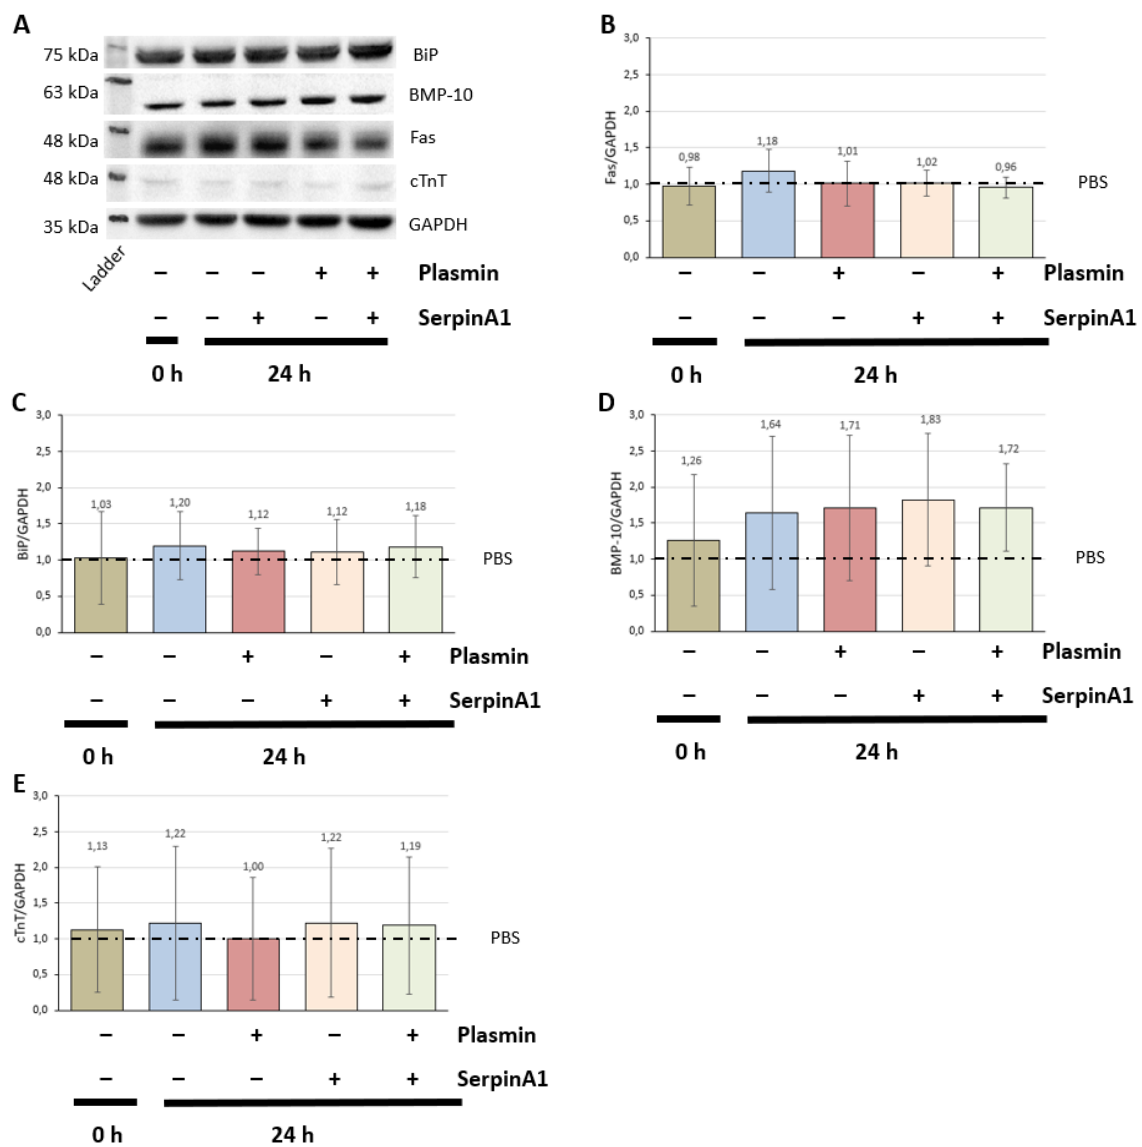 A
75 kDa
BiP
63 kDa
BMP-10
48 kDa
Fas
48 kDa
cTnT
35 kDa
GAPDH
Ladder
– – – + + Plasmin
– – + – + SerpinA1
0 h 24 h
B
3,0
2,5
2,0
1,5
1,0
0,5
0,0
Fas/GAPDH
0,98 1,18 1,01 1,02 0,96
PBS
– – + – + Plasmin
– – – + + SerpinA1
0 h 24 h
C
3,0
2,5
2,0
1,5
1,0
0,5
0,0
BiP/GAPDH
1,03 1,20 1,12 1,12 1,18
PBS
– – + – + Plasmin
– – – + + SerpinA1
0 h 24 h
D
3,0
2,5
2,0
1,5
1,0
0,5
0,0
BMP-10/GAPDH
1,26 1,64 1,71 1,83 1,72
PBS
– – + – + Plasmin
– – – + + SerpinA1
0 h 24 h
E
3,0
2,5
2,0
1,5
1,0
0,5
0,0
cTnT/GAPDH
1,13 1,22 1,00 1,22 1,19
PBS
– – + – + Plasmin
– – – + + SerpinA1
0 h 24 h